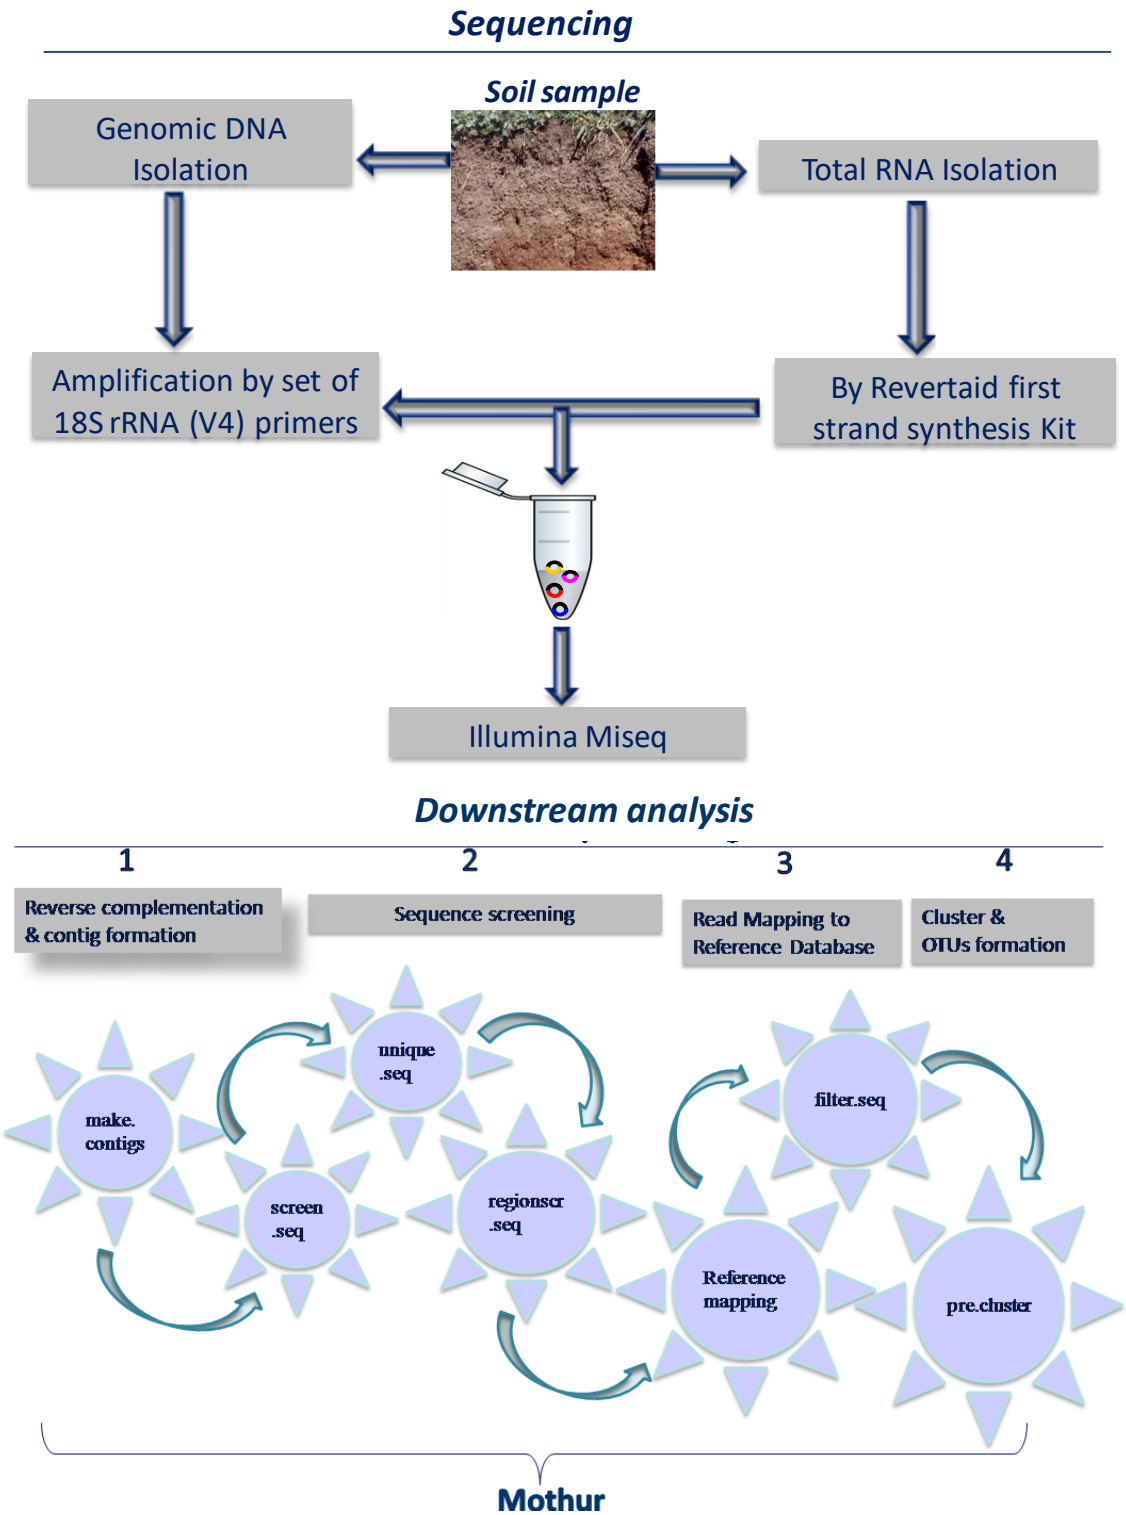 Sequencing
Soil sample
Genomic DNA
Isolation
Total RNA Isolation
Amplification by set of
18S rRNA (V4) primers
By Revertaid first
strand synthesis Kit
Illumina Miseq
Downstream analysis
1
2
3
4
Reverse complementation
& contig formation
Sequence screening
Read Mapping to
Reference Database
Cluster &
OTUs formation
make.
contigs
screen
.seq
unique
.seq
regionscr
.seq
Reference
mapping
filter.seq
pre.cluster
Mothur